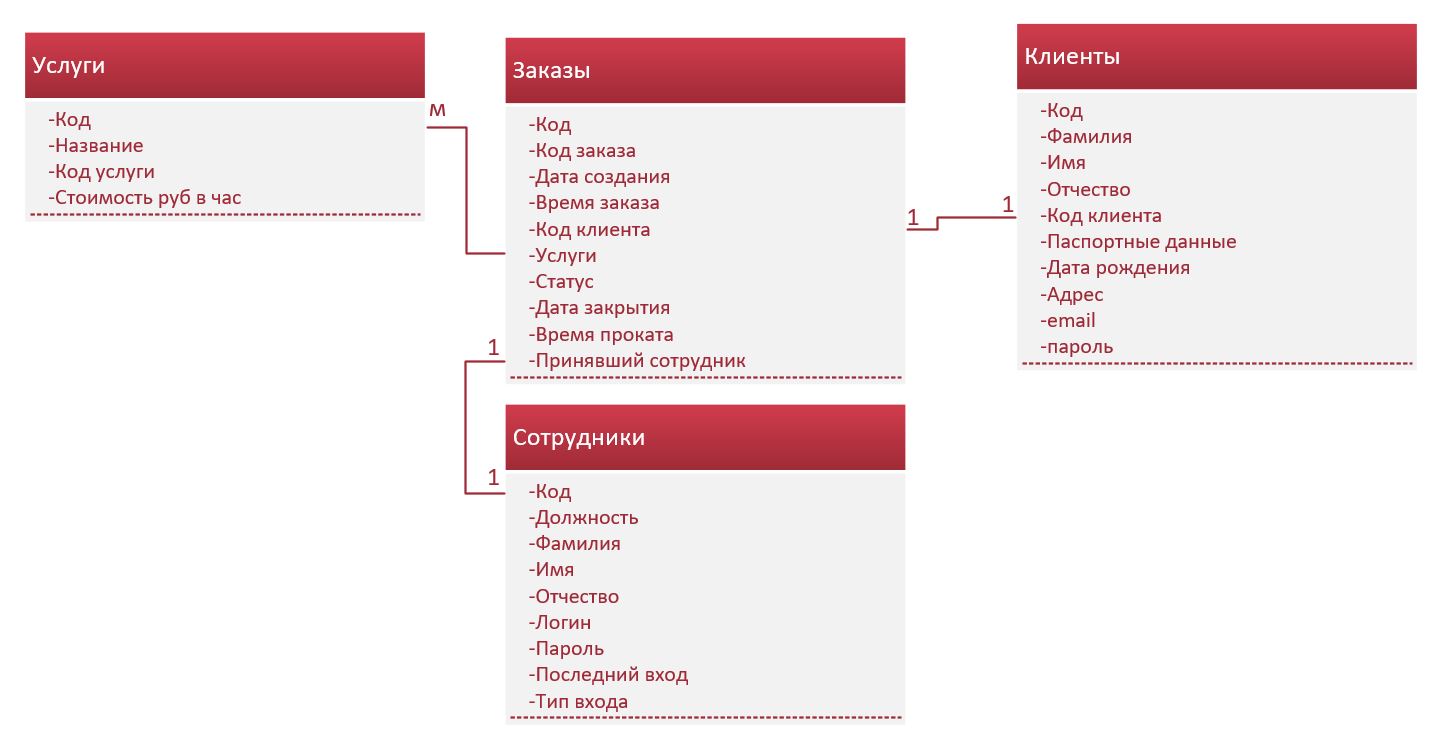 Услуги
-Код
-Название
-Код услуги
-Стоимость руб в час
М
Заказы
-Код
-Код заказа
-Дата создания
-Время заказа
-Код клиента
-Услуги
-Статус
-Дата закрытия
-Время проката
-Принявший сотрудник
1
1
Клиенты
-Код
-Фамилия
-Имя
-Отчество
-Код клиента
-Паспортные данные
-Дата рождения
-Адрес
-email
-пароль
1
1
Сотрудники
-Код
-Должность
-Фамилия
-Имя
-Отчество
-Логин
-Пароль
-Последний вход
-Тип входа